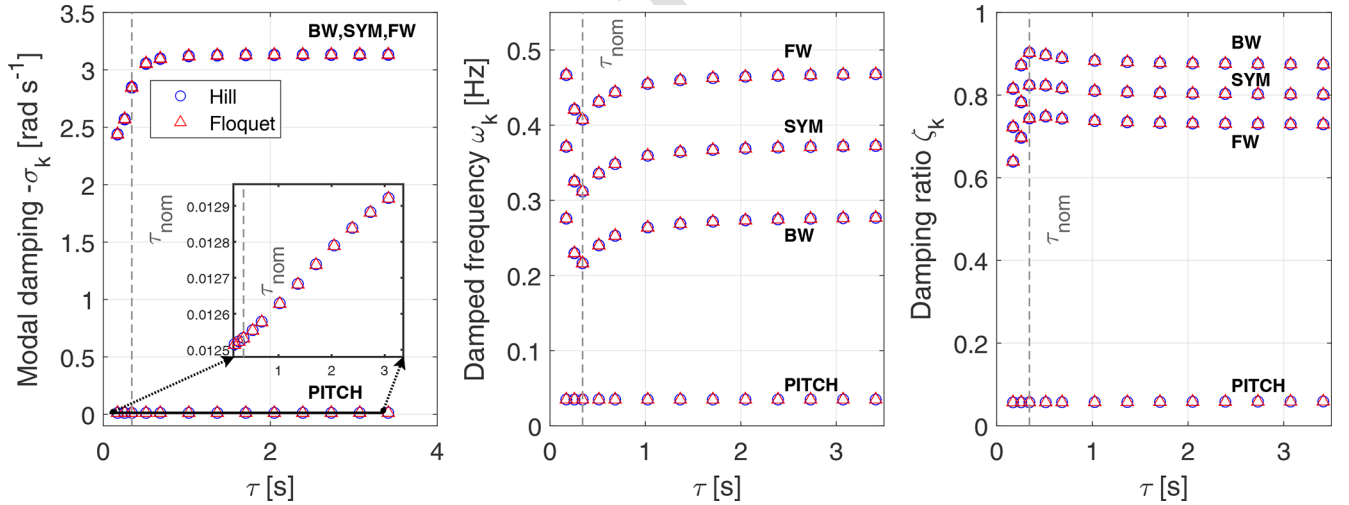 Modal damping -σk [rad s-1]
3.5
3
2.5
2
1.5
1
0.5
0
0 2 4
τ [s]
BW,SYM,FW
Hill
Floquet
τnom
0.0129
0.0128
0.0127
0.0126
0.0125
1 2 3
τnom
PITCH
Damped frequency ωk [Hz]
0.5
0.4
0.3
0.2
0.1
0
0 1 2 3
τ [s]
τnom
FW
SYM
BW
PITCH
Damping ratio ζk
1
0.8
0.6
0.4
0.2
0
0 1 2 3
τ [s]
BW
SYM
FW
τnom
PITCH